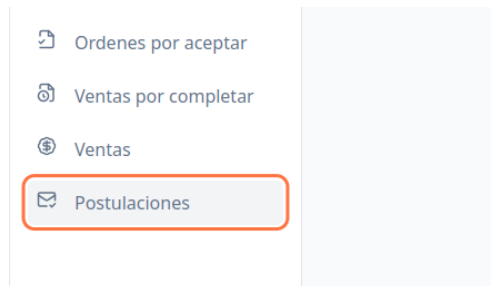 Ordenes por aceptar
Ventas por completar
Ventas
Postulaciones